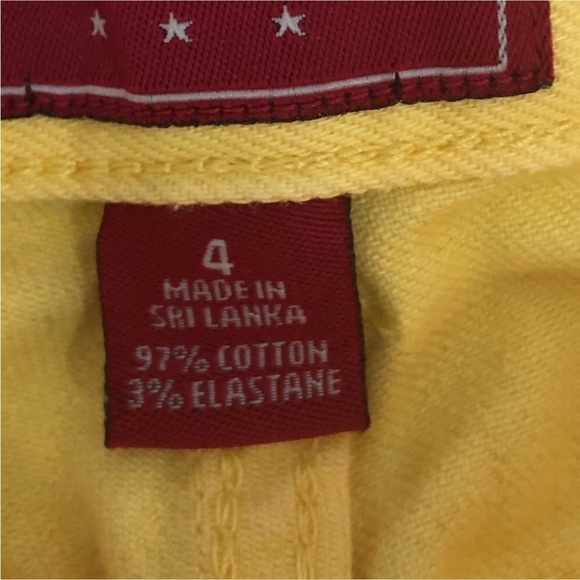 4
MADE IN
SRI LANKA
97% COTTON
3% ELASTANE